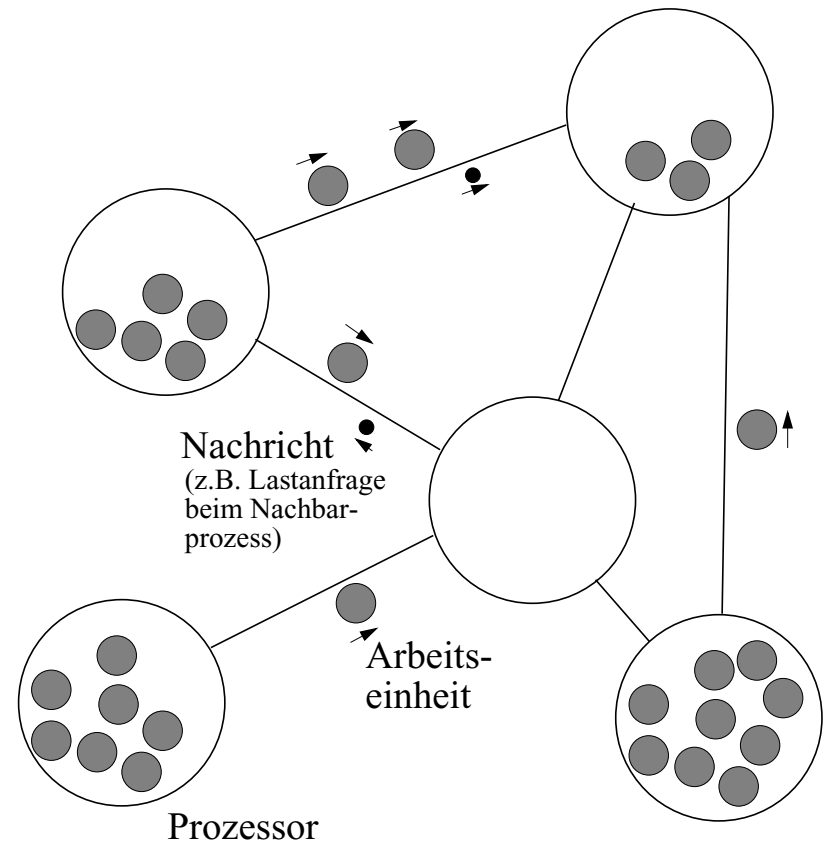 Nachricht
(z.B. Lastanfrage
beim Nachbar-
prozess)
Arbeits-
einheit
Prozessor